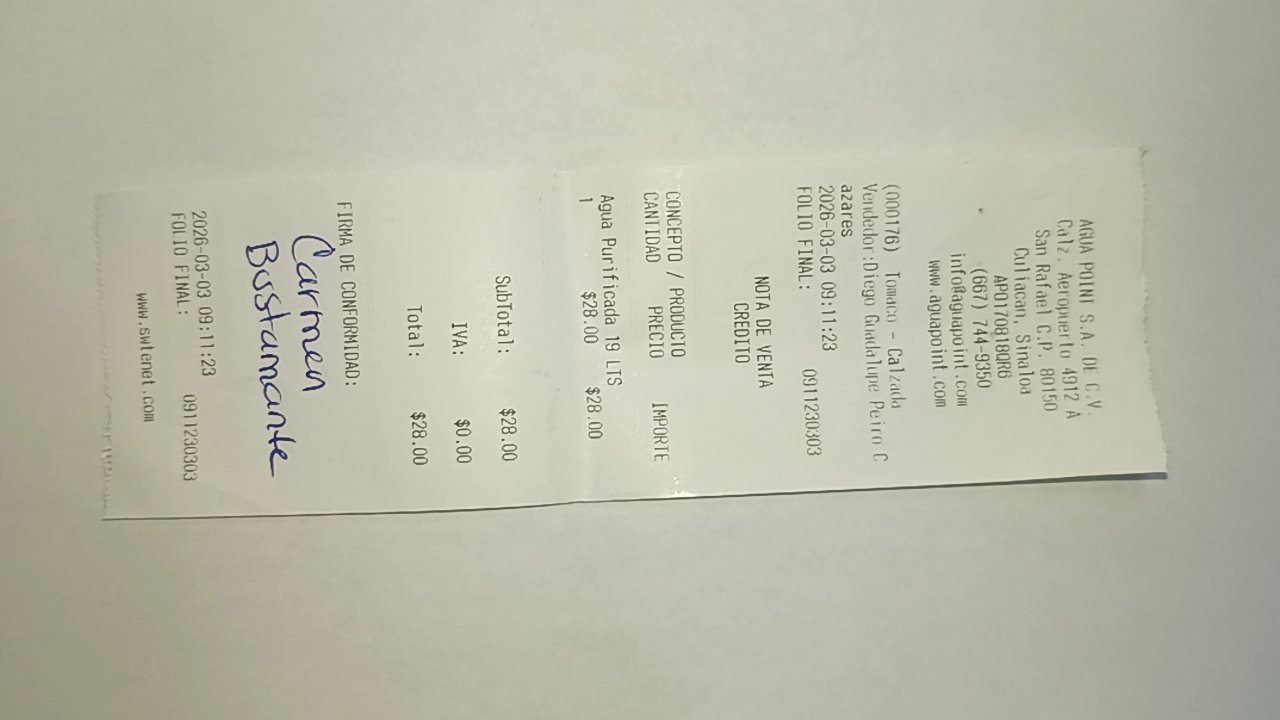 AGUA POINT S.A. DE C.V.
Calz. Aeropuerto 4912 A
San Rafael C.P. 80150
Culiacan, Sinaloa
APO170818QR6
(667) 744-9350
info@aguapoint.com
www.aguapoint.com
(000176) Tomaco - Calzada
Vendedor:Diego Guadalupe Peiro C
azares
2026-03-03 09:11:23
FOLIO FINAL: 0911230303
NOTA DE VENTA
CREDITO
CONCEPTO / PRODUCTO
CANTIDAD PRECIO IMPORTE
Agua Purificada 19 LTS
1 $28.00 $28.00
SubTotal: $28.00
IVA: $0.00
Total: $28.00
FIRMA DE CONFORMIDAD:
Carmen
Bustamante
2026-03-03 09:11:23
FOLIO FINAL: 0911230303
www.swtenet.com